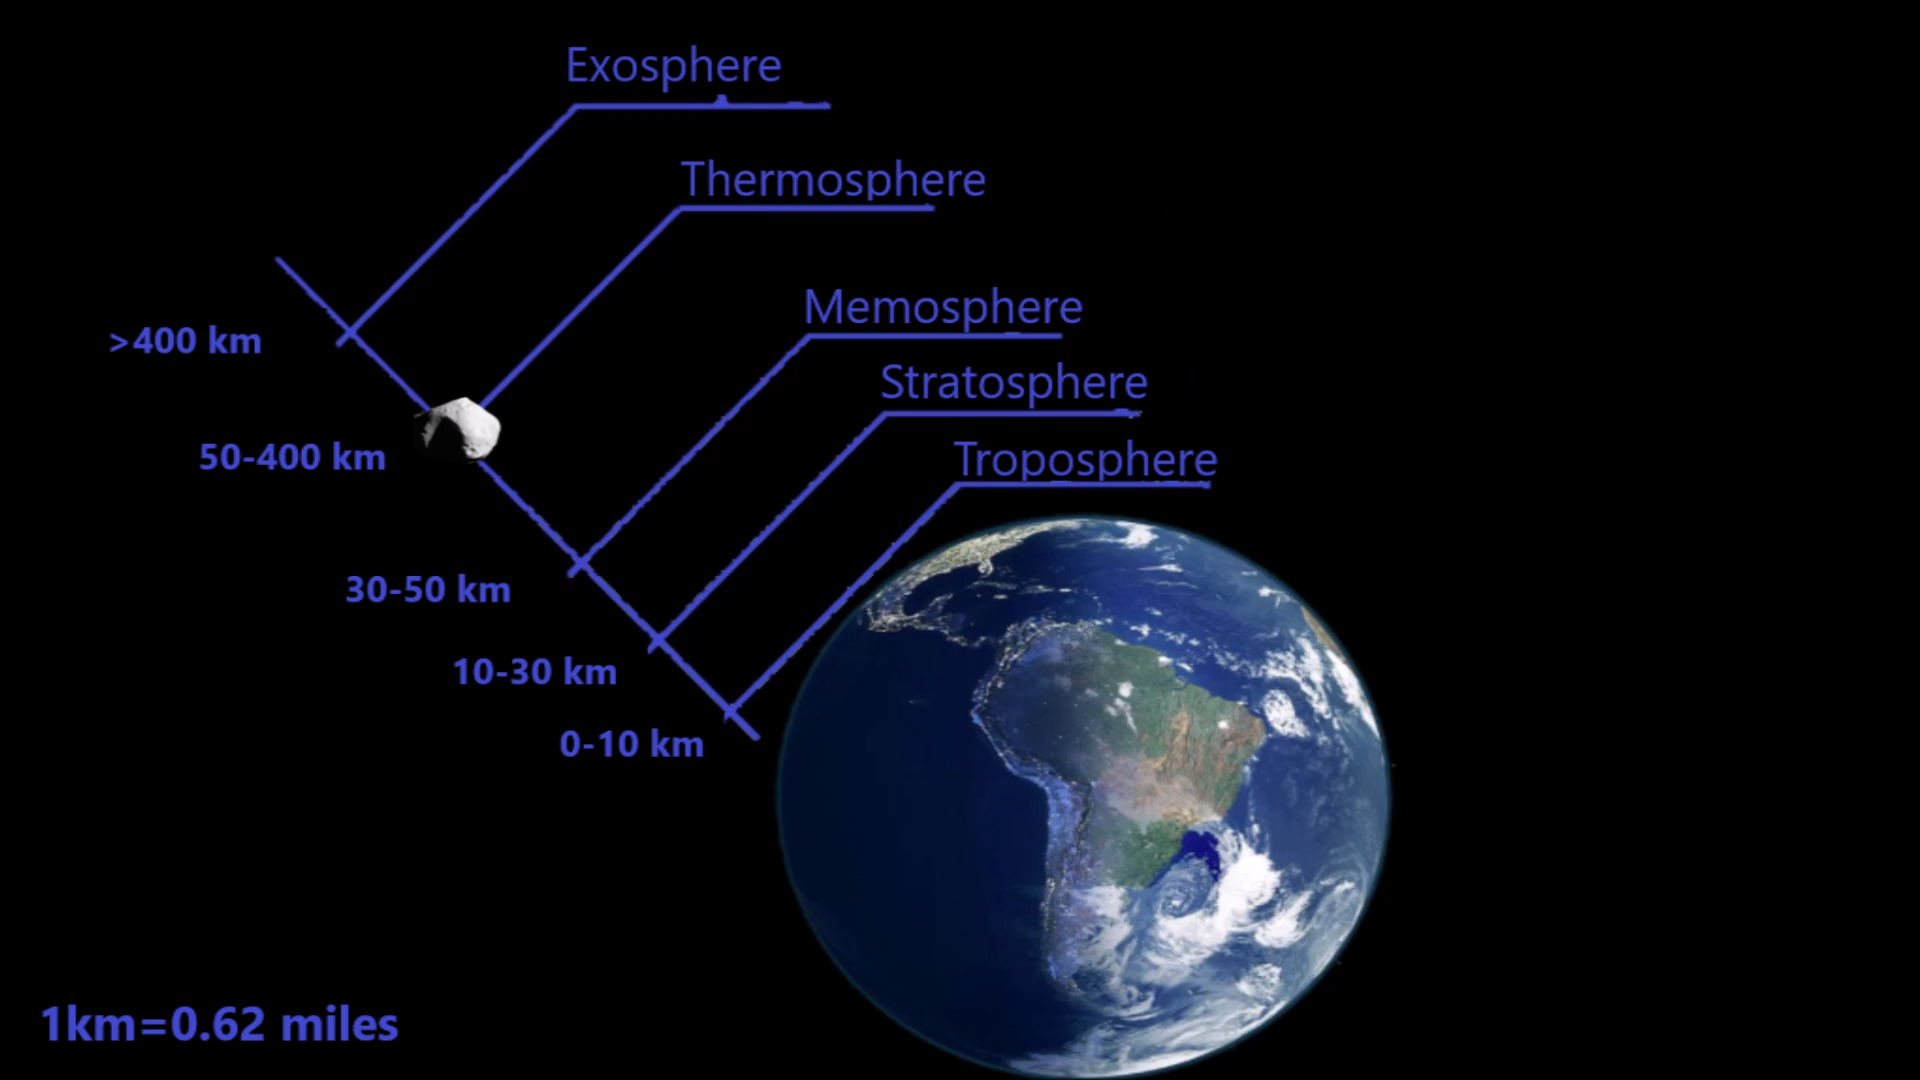 Exosphere
Thermosphere
Memosphere
Stratosphere
Troposphere
>400 km
50-400 km
30-50 km
10-30 km
0-10 km
1km=0.62 miles